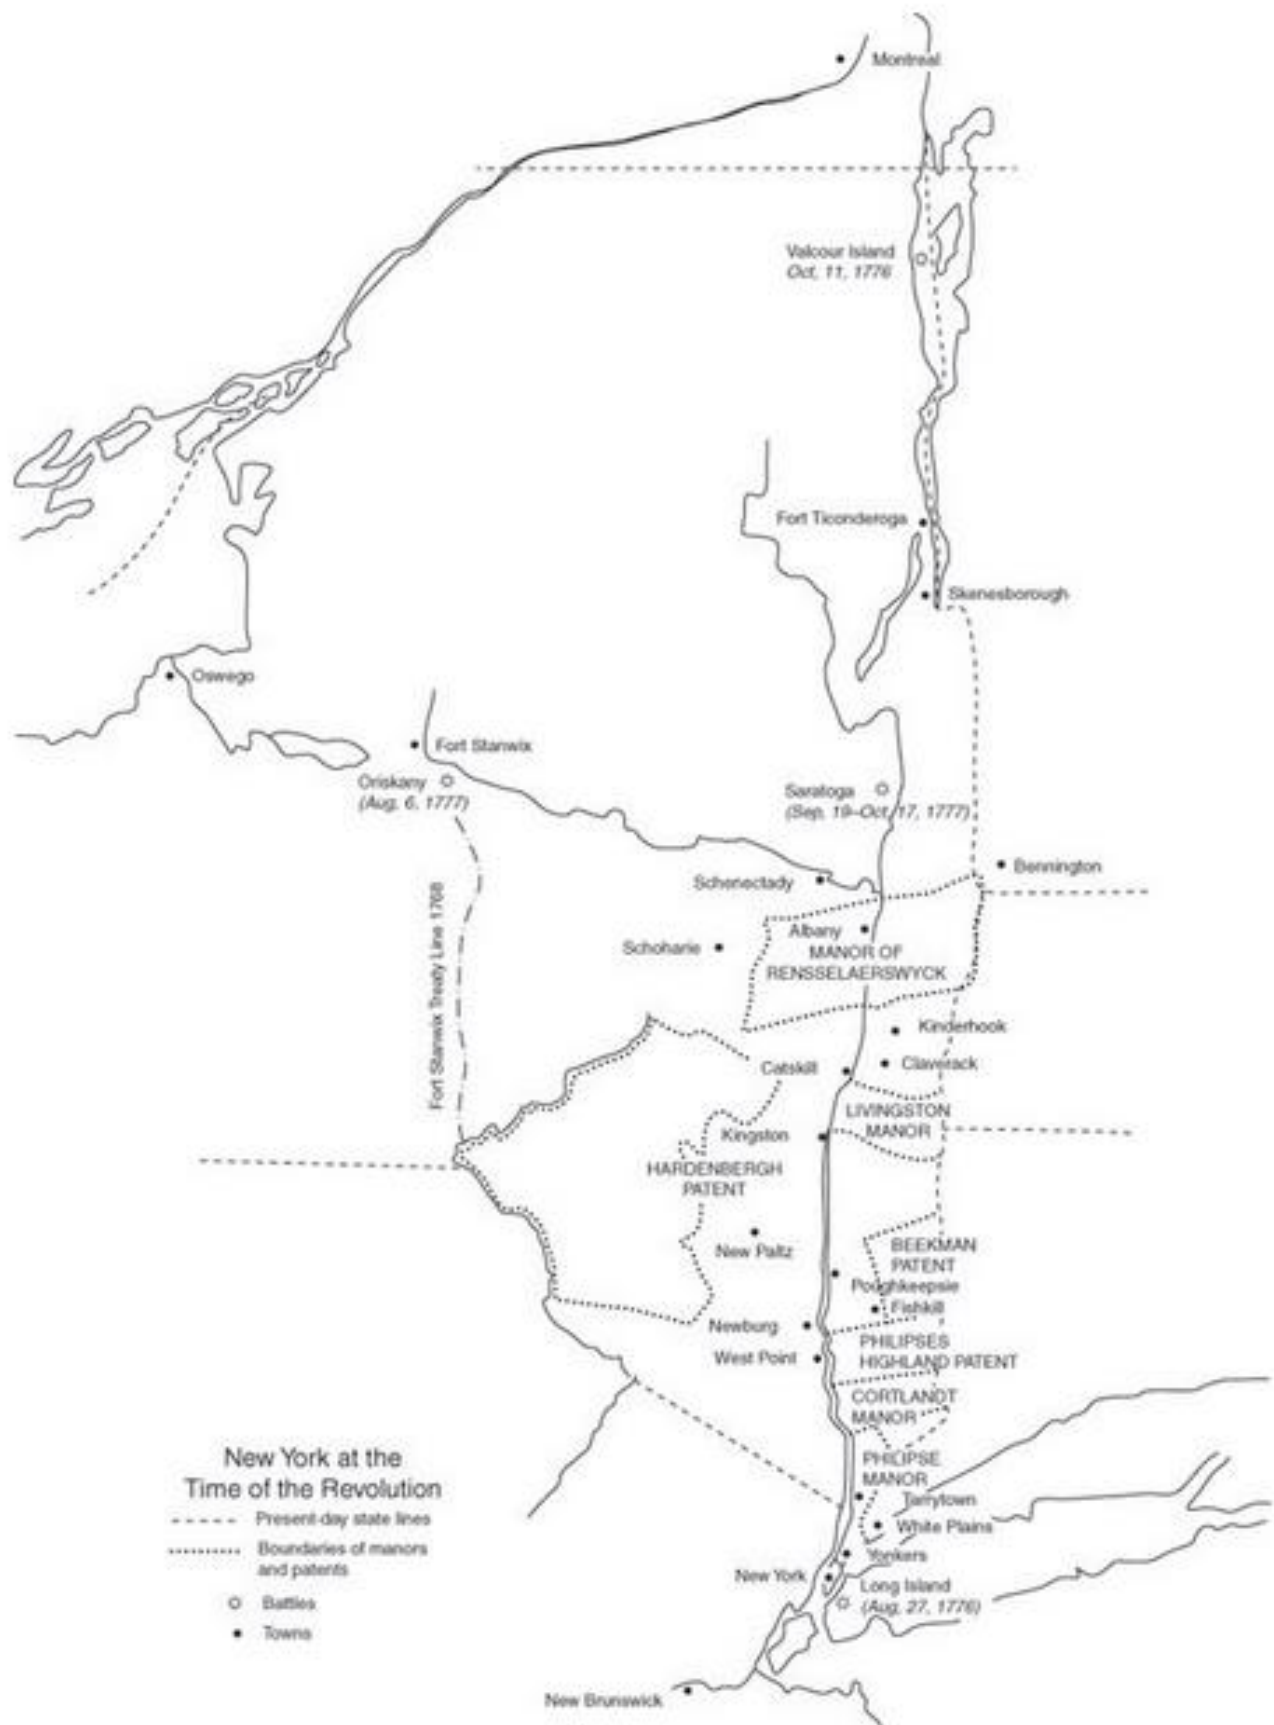 Montreal
Valcour Island
Oct, 11, 1776
Fort Ticonderoga
Skenesborough
Oswego
Fort Stanwix
Oriskany
(Aug. 6, 1777)
Saratoga
(Sep. 19–Oct. 17, 1777)
Bennington
Schenectady
Fort Stanwix Treaty Line 1768
Albany
Schoharie
MANOR OF
RENSSELAERSWYCK
Kinderhook
Catskill
Claverack
LIVINGSTON
MANOR
Kingston
HARDENBERGH
PATENT
New Paltz
BEEKMAN
PATENT
Poughkeepsie
Fishkill
Newburg
PHILIPSES
HIGHLAND PATENT
West Point
CORTLANDT
MANOR
PHILIPSE
MANOR
Tarrytown
White Plains
Yonkers
New York
Long Island
(Aug. 27, 1776)
New Brunswick
New York at the
Time of the Revolution
Present-day state lines
Boundaries of manors
and patents
Battles
Towns